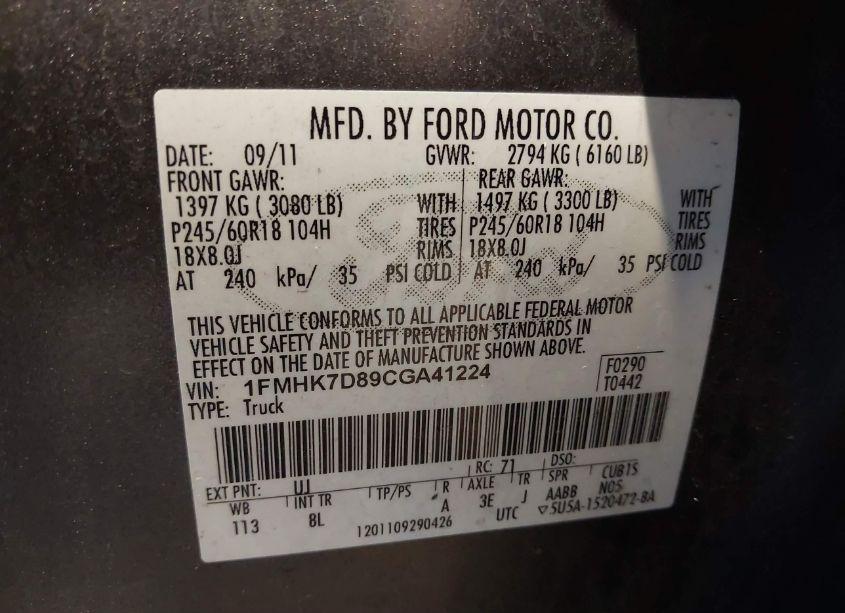 MFD. BY FORD MOTOR CO.
DATE: 09/11 GVWR: 2794 KG ( 6160 LB)
FRONT GAWR: REAR GAWR:
1397 KG ( 3080 LB) WITH 1497 KG ( 3300 LB) WITH
P245/60R18 104H TIRES P245/60R18 104H TIRES
18X8.0J RIMS 18X8.0J RIMS
AT 240 kPa/ 35 PSI COLD AT 240 kPa/ 35 PSI COLD
THIS VEHICLE CONFORMS TO ALL APPLICABLE FEDERAL MOTOR
VEHICLE SAFETY AND THEFT PREVENTION STANDARDS IN
EFFECT ON THE DATE OF MANUFACTURE SHOWN ABOVE.
VIN: 1FMHK7D89CGA41224 F0290
TYPE: Truck T0442
EXT PNT: UJ RC: 71 DSO:
WB INT TR TP/PS R AXLE TR SPR CUBTS
113 8L A 3E J AABB NOS
1201109290426 UTC ▽5U5A-1520472-BA